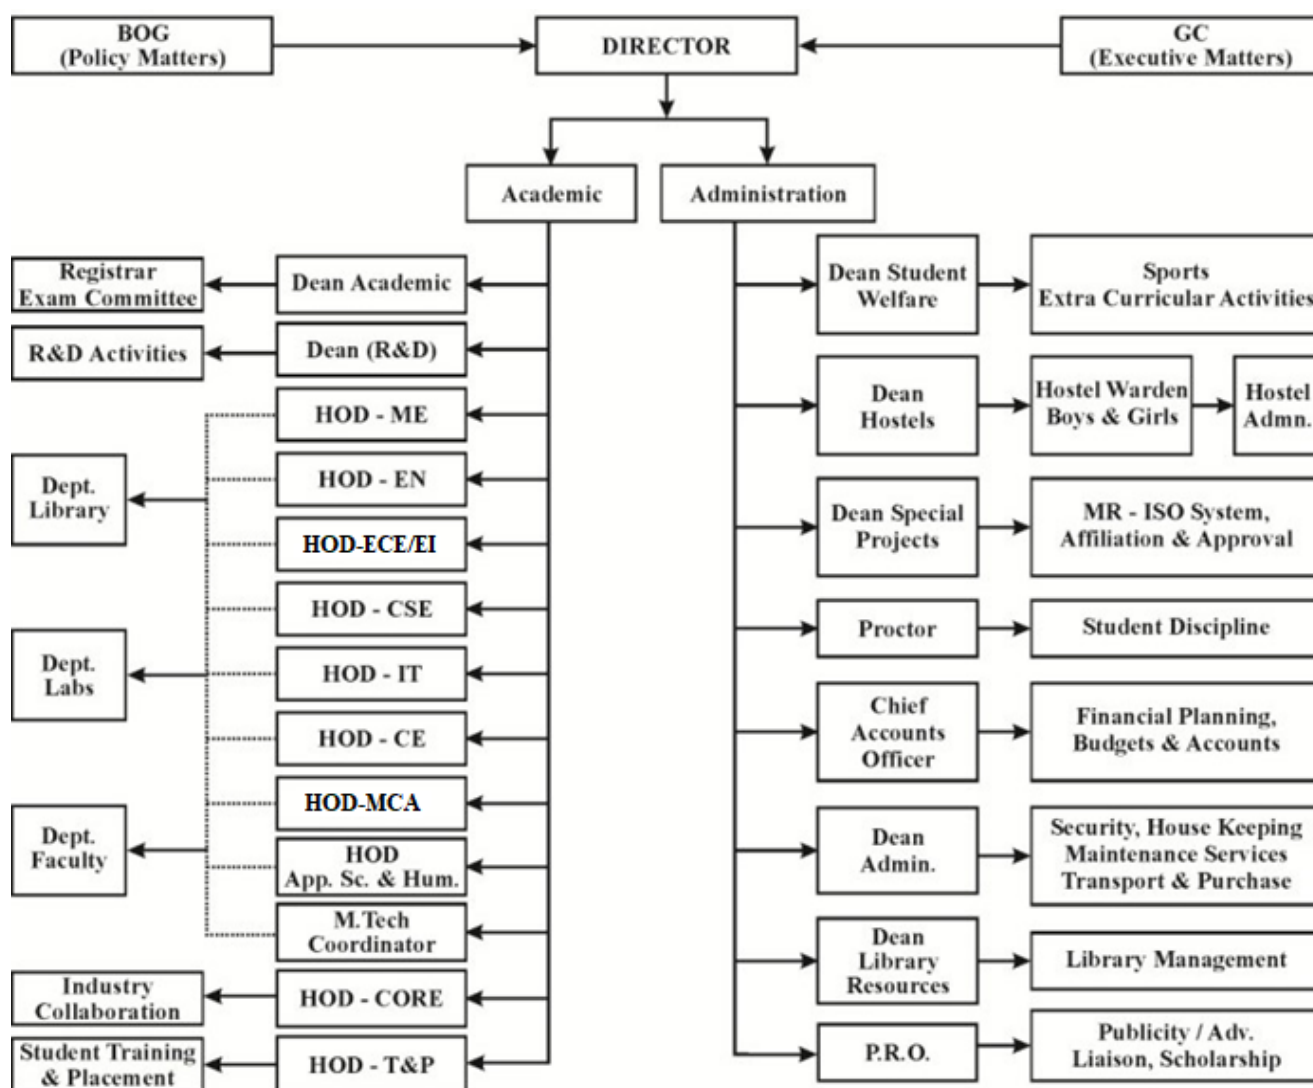 BOG
(Policy Matters)
DIRECTOR
GC
(Executive Matters)
Academic
Administration
Registrar
Exam Committee
Dean Academic
R&D Activities
Dean (R&D)
HOD - ME
HOD - EN
HOD-ECE/EI
HOD - CSE
HOD - IT
HOD - CE
HOD-MCA
HOD
App. Sc. & Hum.
M.Tech
Coordinator
Dept.
Library
Dept.
Labs
Dept.
Faculty
Industry
Collaboration
HOD - CORE
Student Training
& Placement
HOD - T&P
Dean Student
Welfare
Sports
Extra Curricular Activities
Dean
Hostels
Hostel Warden
Boys & Girls
Hostel
Admn.
Dean Special
Projects
MR - ISO System,
Affiliation & Approval
Proctor
Student Discipline
Chief
Accounts
Officer
Financial Planning,
Budgets & Accounts
Dean
Admin.
Security, House Keeping
Maintenance Services
Transport & Purchase
Dean
Library
Resources
Library Management
P.R.O.
Publicity / Adv.
Liaison, Scholarship